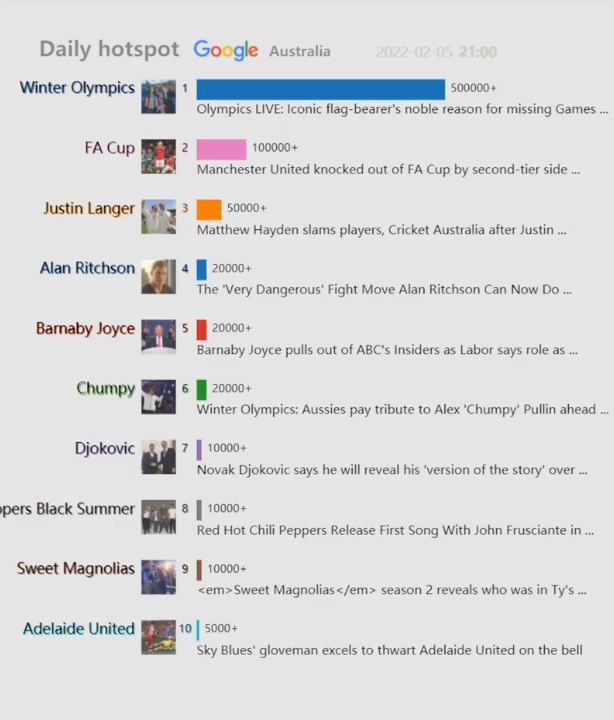 Daily hotspot Google Australia 2022-02-05 21:00
Winter Olympics 1 500000+
Olympics LIVE: Iconic flag-bearer's noble reason for missing Games ...
FA Cup 2 100000+
Manchester United knocked out of FA Cup by second-tier side ...
Justin Langer 3 50000+
Matthew Hayden slams players, Cricket Australia after Justin ...
Alan Ritchson 4 20000+
The 'Very Dangerous' Fight Move Alan Ritchson Can Now Do ...
Barnaby Joyce 5 20000+
Barnaby Joyce pulls out of ABC's Insiders as Labor says role as ...
Chumpy 6 20000+
Winter Olympics: Aussies pay tribute to Alex 'Chumpy' Pullin ahead ...
Djokovic 7 10000+
Novak Djokovic says he will reveal his 'version of the story' over ...
ppers Black Summer 8 10000+
Red Hot Chili Peppers Release First Song With John Frusciante in ...
Sweet Magnolias 9 10000+
<em>Sweet Magnolias</em> season 2 reveals who was in Ty's ...
Adelaide United 10 5000+
Sky Blues' gloveman excels to thwart Adelaide United on the bell